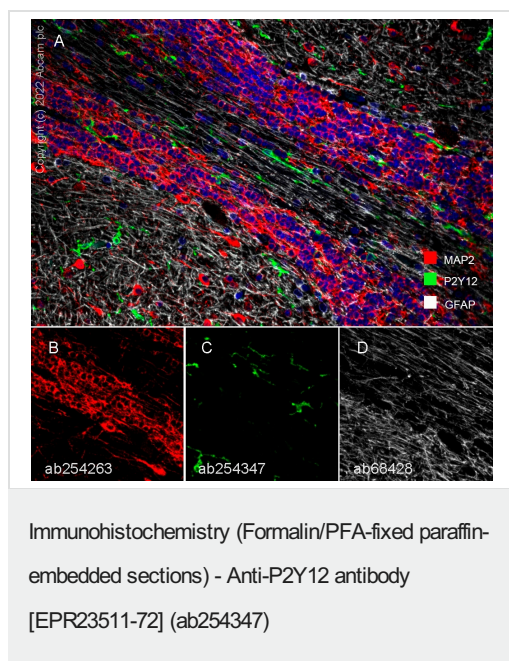 A
Copyright (c) 2022 Abcam plc
MAP2
P2Y12
GFAP
B
C
D
ab254263
ab254347
ab68428
Immunohistochemistry (Formalin/PFA-fixed paraffin-
embedded sections) - Anti-P2Y12 antibody
[EPR23511-72] (ab254347)